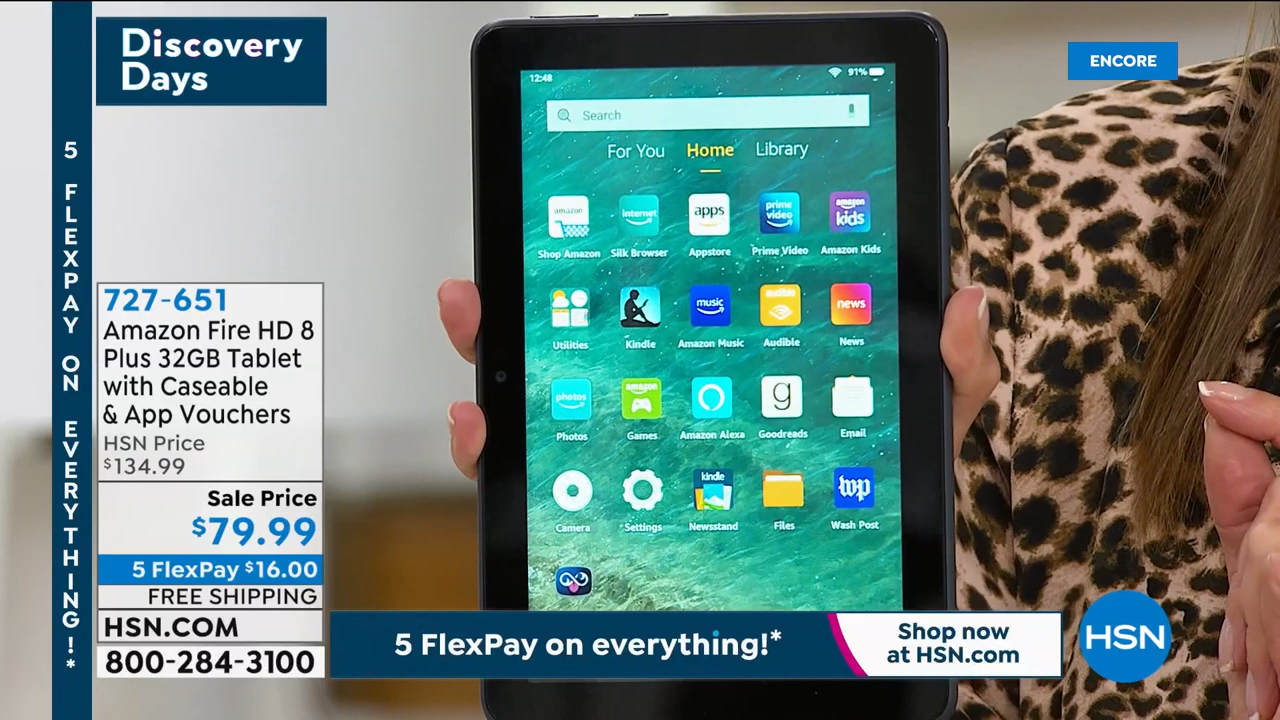 Discovery
Days
ENCORE
5 FLEXPAY ON EVERYTHING!*
727-651
Amazon Fire HD 8
Plus 32GB Tablet
with Caseable
& App Vouchers
HSN Price
$134.99
Sale Price
$79.99
5 FlexPay $16.00
FREE SHIPPING
HSN.COM
800-284-3100
12:48
91%
Search
For You Home Library
amazon
internet
apps
prime video
amazon kids
Shop Amazon Silk Browser Appstore Prime Video Amazon Kids
music
audible
news
Utilities Kindle Amazon Music Audible News
photos
amazon
g
Photos Games Amazon Alexa Goodreads Email
kindle
wp
Camera Settings Newsstand Files Wash Post
5 FlexPay on everything!*
Shop now
at HSN.com
HSN